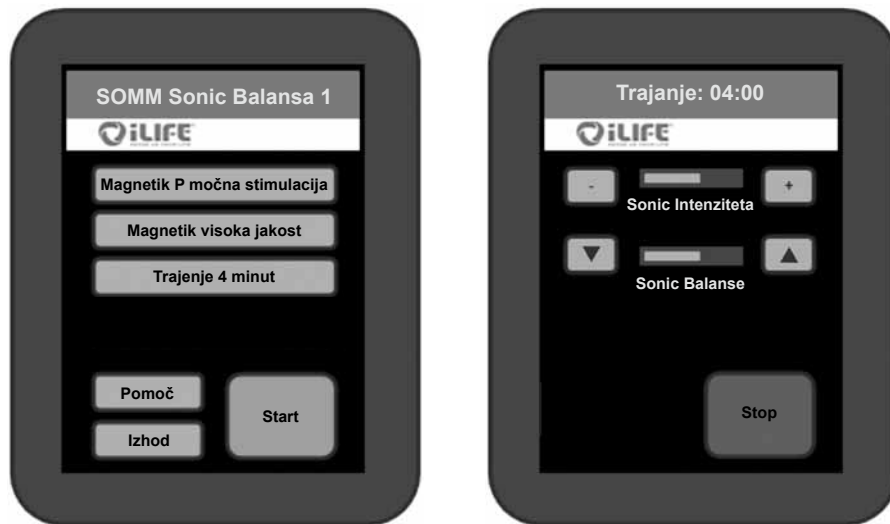 SOMM Sonic Balansa 1
iLIFE
Magnetik P močna stimulacija
Magnetik visoka jakost
Trajenje 4 minut
Pomoč
Izhod
Start
Trajanje: 04:00
iLIFE
-
+
Sonic Intenziteta
Sonic Balanse
Stop